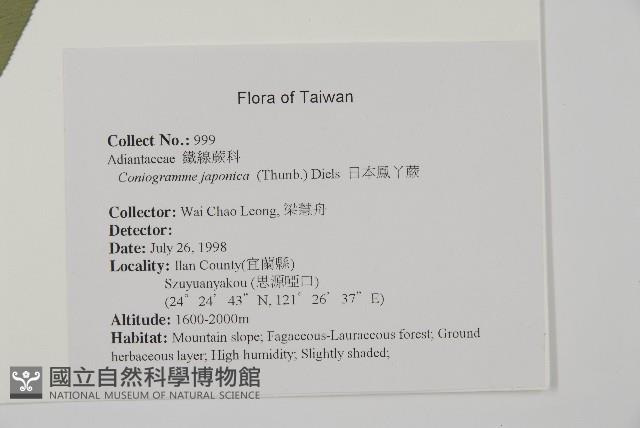 Flora of Taiwan
Collect No.: 999
Adiantaceae 鐵線蕨科
Coniogramme japonica (Thunb.) Diels 日本鳳丫蕨
Collector: Wai Chao Leong, 梁慧舟
Detector:
Date: July 26, 1998
Locality: Ilan County(宜蘭縣)
Szuyuanyakou (思源啞口)
(24° 24' 43" N, 121° 26' 37" E)
Altitude: 1600-2000m
Habitat: Mountain slope; Fagaceous-Lauraceous forest; Ground
herbaceous layer; High humidity; Slightly shaded;
國立自然科學博物館
NATIONAL MUSEUM OF NATURAL SCIENCE